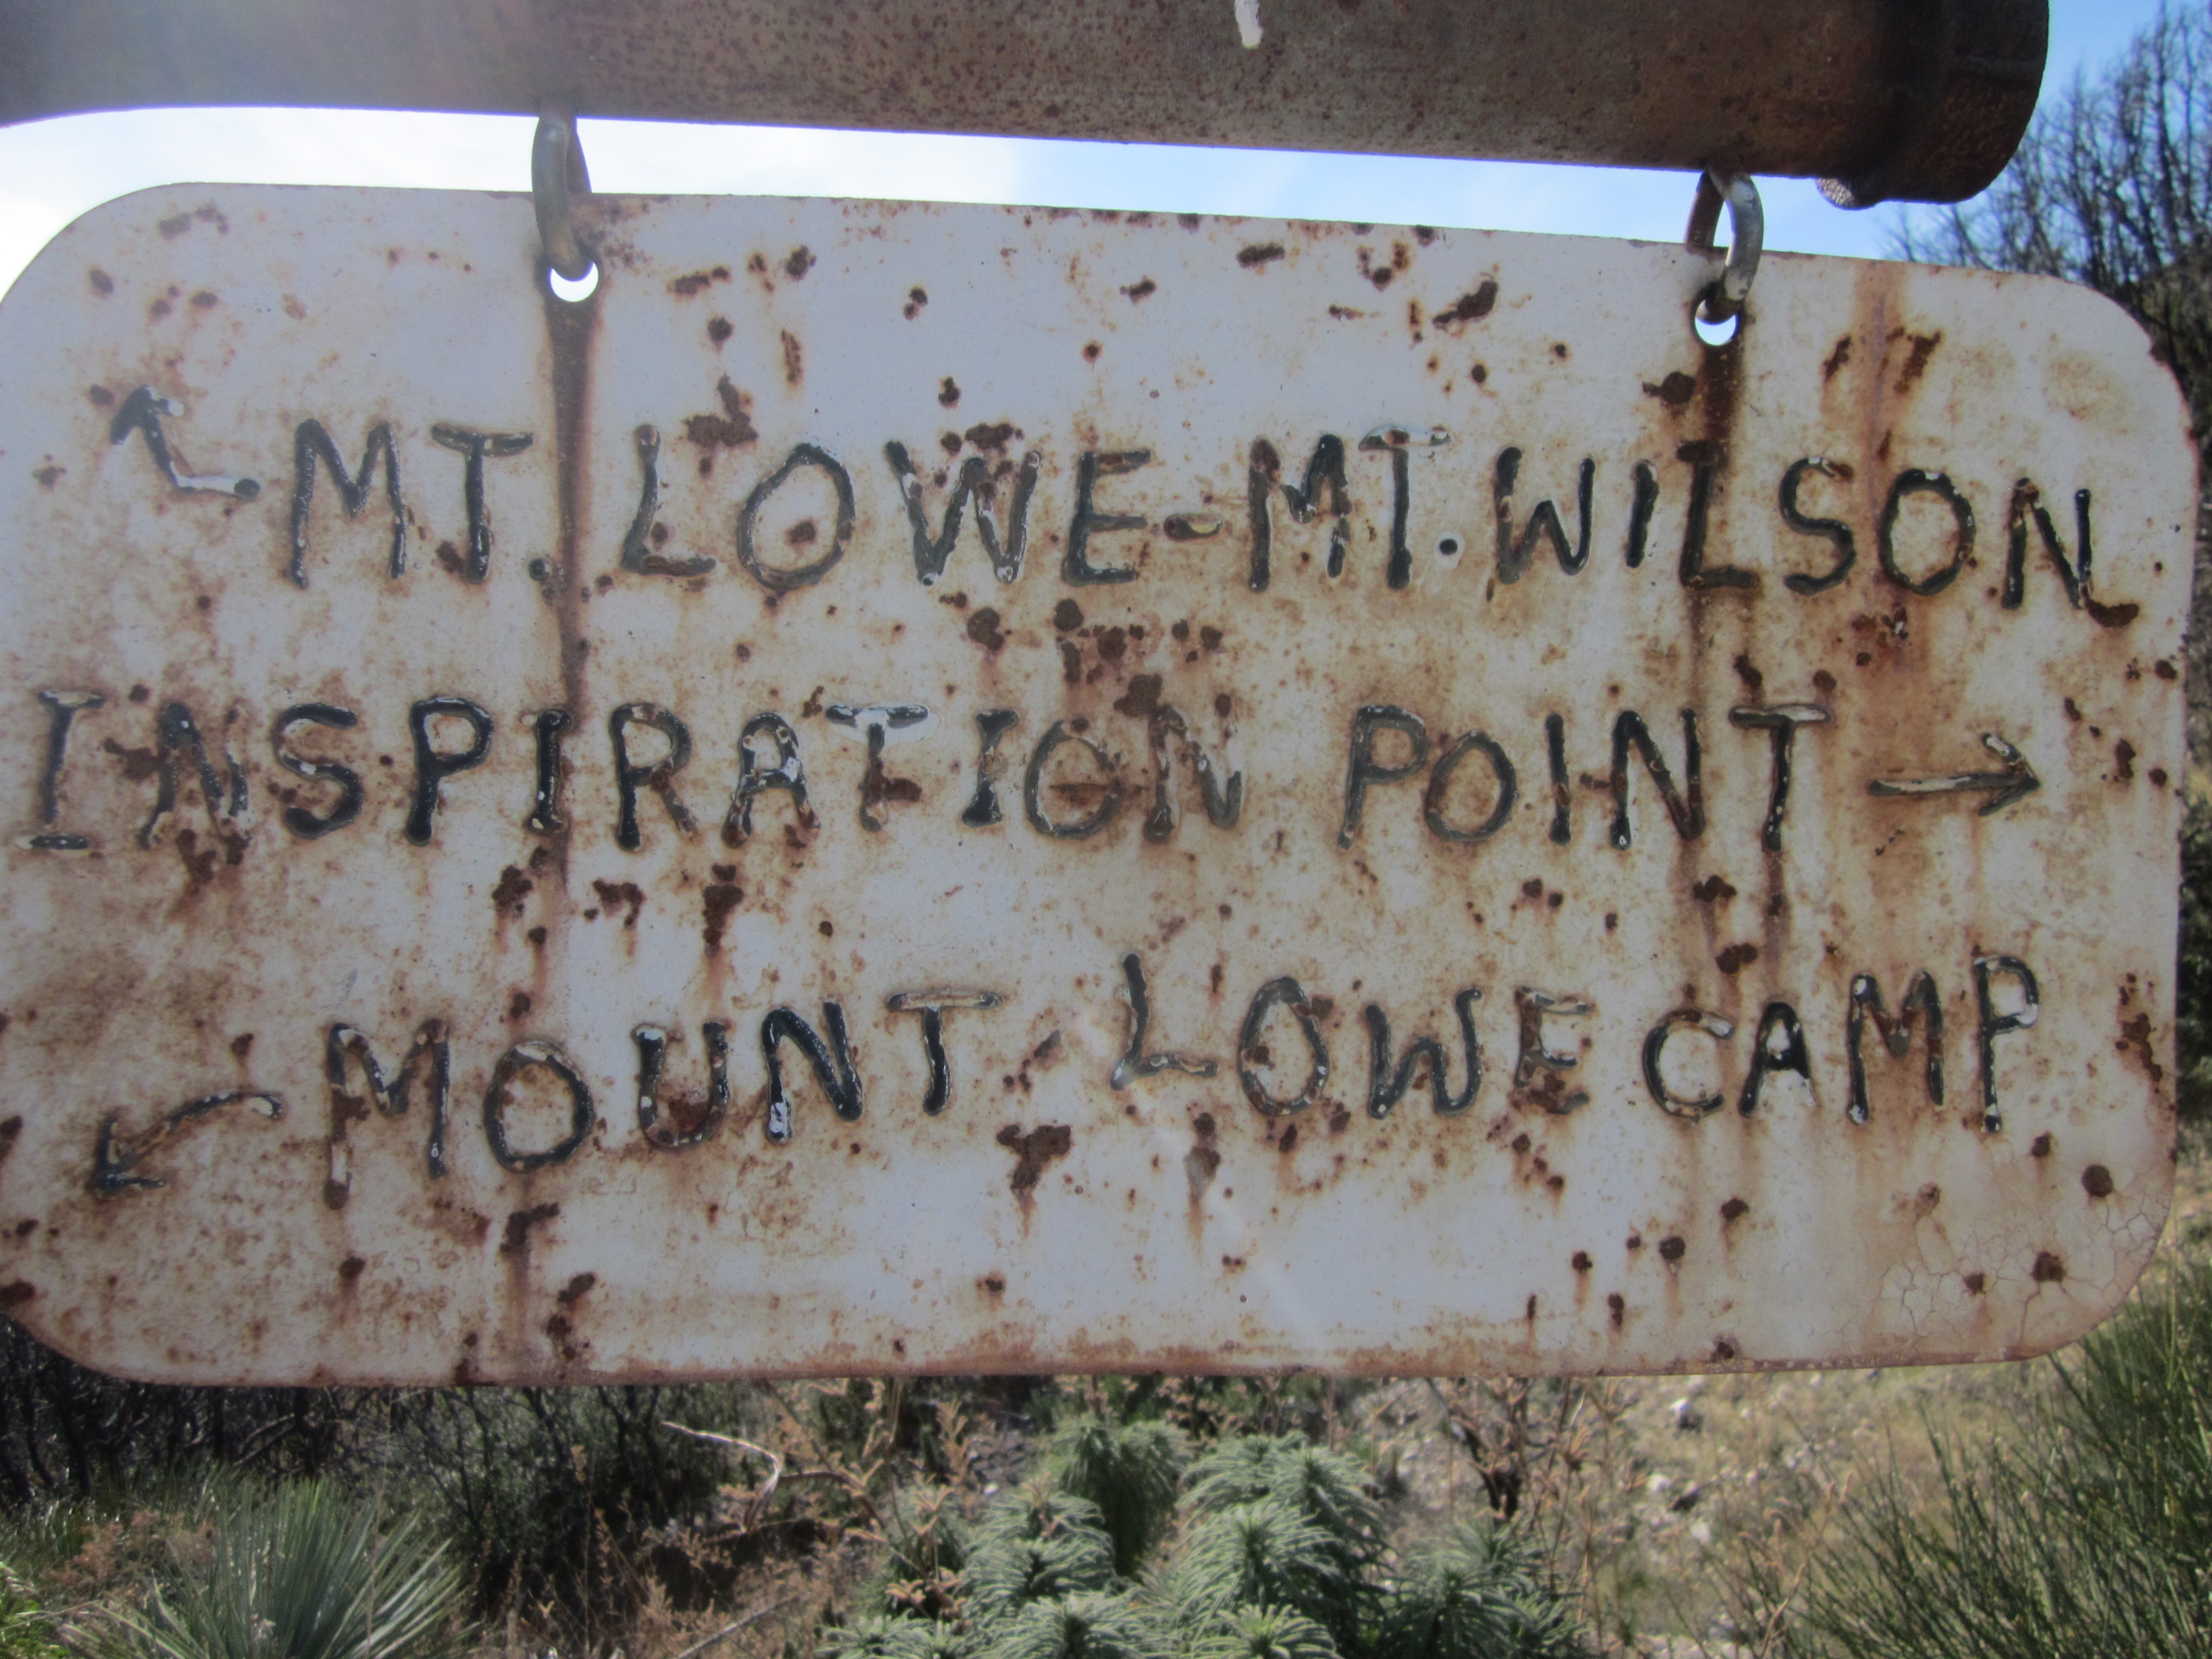 ↖ MT. LOWE-MT. WILSON
INSPIRATION POINT →
↙ MOUNT LOWE CAMP